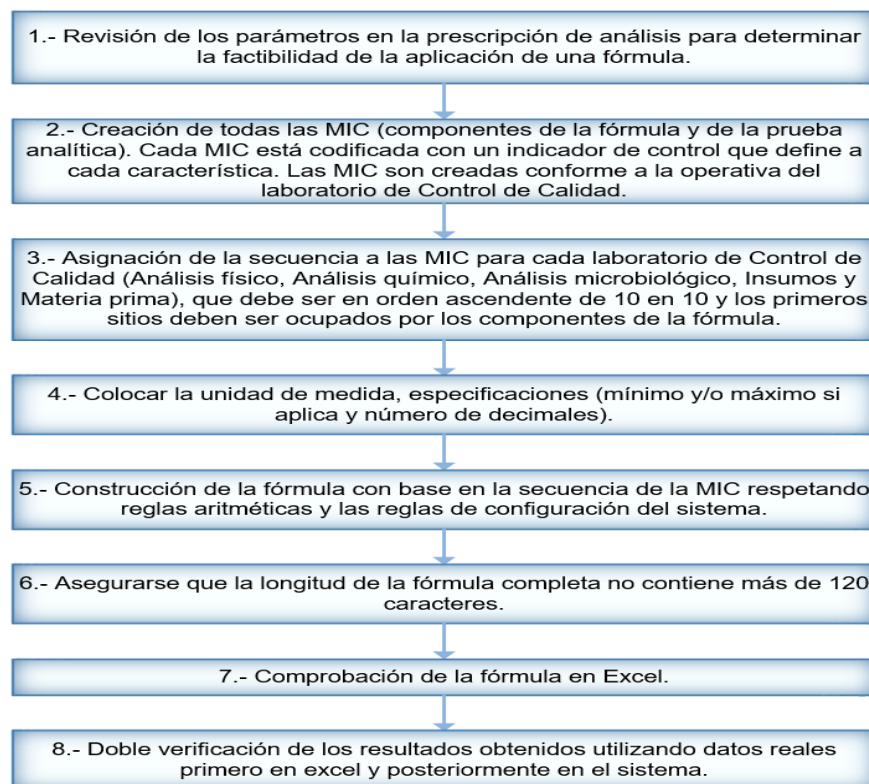 1.- Revisión de los parámetros en la prescripción de análisis para determinar
la factibilidad de la aplicación de una fórmula.
2.- Creación de todas las MIC (componentes de la fórmula y de la prueba
analítica). Cada MIC está codificada con un indicador de control que define a
cada característica. Las MIC son creadas conforme a la operativa del
laboratorio de Control de Calidad.
3.- Asignación de la secuencia a las MIC para cada laboratorio de Control de
Calidad (Análisis físico, Análisis químico, Análisis microbiológico, Insumos y
Materia prima), que debe ser en orden ascendente de 10 en 10 y los primeros
sitios deben ser ocupados por los componentes de la fórmula.
4.- Colocar la unidad de medida, especificaciones (mínimo y/o máximo si
aplica y número de decimales).
5.- Construcción de la fórmula con base en la secuencia de la MIC respetando
reglas aritméticas y las reglas de configuración del sistema.
6.- Asegurarse que la longitud de la fórmula completa no contiene más de 120
caracteres.
7.- Comprobación de la fórmula en Excel.
8.- Doble verificación de los resultados obtenidos utilizando datos reales
primero en excel y posteriormente en el sistema.